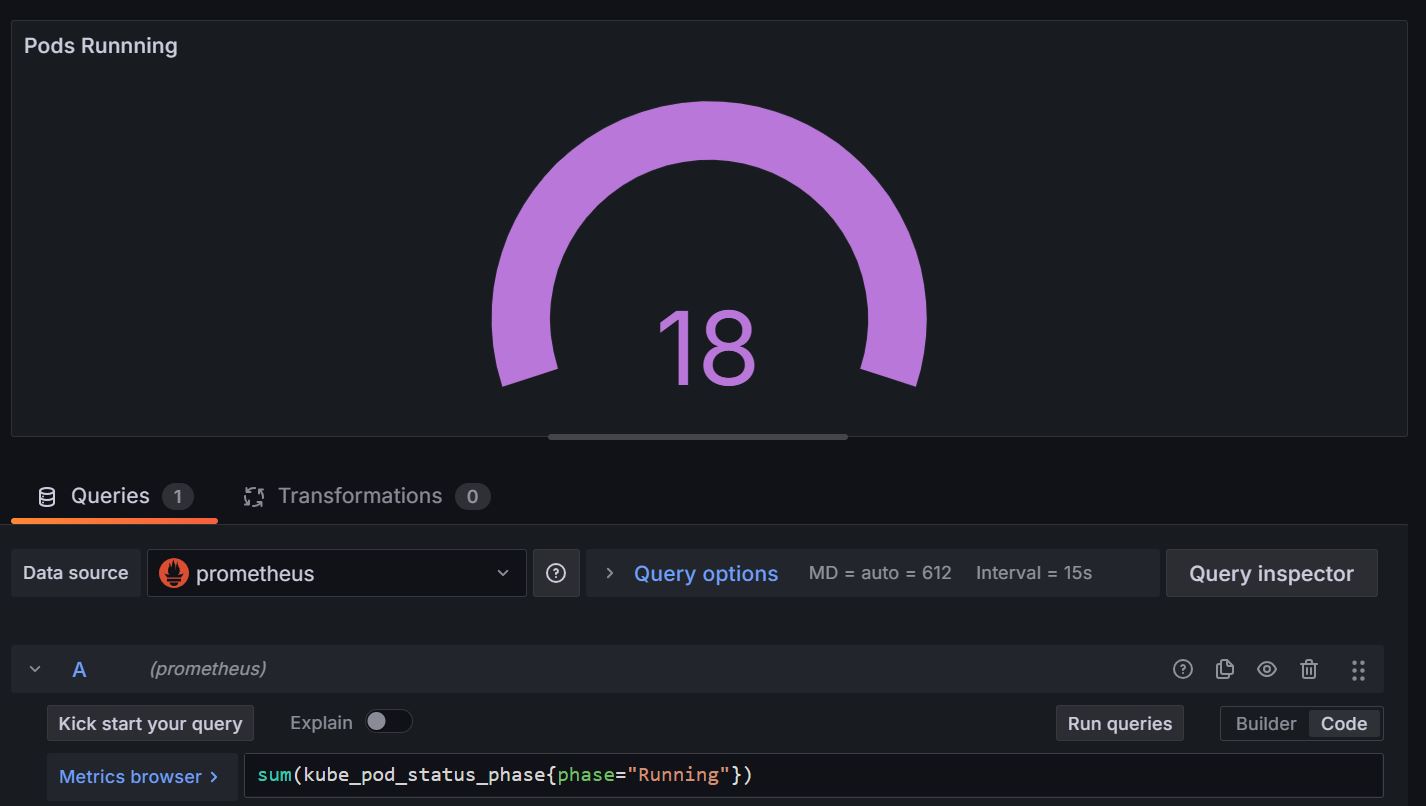 Pods Runnning
18
Queries 1 Transformations 0
Data source prometheus Query options MD = auto = 612 Interval = 15s Query inspector
A (prometheus)
Kick start your query Explain Run queries Builder Code
Metrics browser > sum(kube_pod_status_phase{phase="Running"})